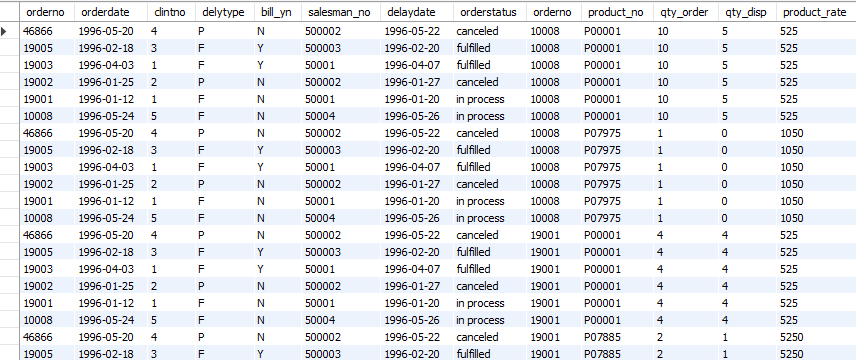 orderno orderdate clintno delytype bill_yn salesman_no delaydate orderstatus orderno product_no qty_order qty_disp product_rate
46866 1996-05-20 4 P N 500002 1996-05-22 canceled 10008 P00001 10 5 525
19005 1996-02-18 3 F Y 500003 1996-02-20 fulfilled 10008 P00001 10 5 525
19003 1996-04-03 1 F Y 50001 1996-04-07 fulfilled 10008 P00001 10 5 525
19002 1996-01-25 2 P N 500002 1996-01-27 canceled 10008 P00001 10 5 525
19001 1996-01-12 1 F N 50001 1996-01-20 in process 10008 P00001 10 5 525
10008 1996-05-24 5 F N 50004 1996-05-26 in process 10008 P00001 10 5 525
46866 1996-05-20 4 P N 500002 1996-05-22 canceled 10008 P07975 1 0 1050
19005 1996-02-18 3 F Y 500003 1996-02-20 fulfilled 10008 P07975 1 0 1050
19003 1996-04-03 1 F Y 50001 1996-04-07 fulfilled 10008 P07975 1 0 1050
19002 1996-01-25 2 P N 500002 1996-01-27 canceled 10008 P07975 1 0 1050
19001 1996-01-12 1 F N 50001 1996-01-20 in process 10008 P07975 1 0 1050
10008 1996-05-24 5 F N 50004 1996-05-26 in process 10008 P07975 1 0 1050
46866 1996-05-20 4 P N 500002 1996-05-22 canceled 19001 P00001 4 4 525
19005 1996-02-18 3 F Y 500003 1996-02-20 fulfilled 19001 P00001 4 4 525
19003 1996-04-03 1 F Y 50001 1996-04-07 fulfilled 19001 P00001 4 4 525
19002 1996-01-25 2 P N 500002 1996-01-27 canceled 19001 P00001 4 4 525
19001 1996-01-12 1 F N 50001 1996-01-20 in process 19001 P00001 4 4 525
10008 1996-05-24 5 F N 50004 1996-05-26 in process 19001 P00001 4 4 525
46866 1996-05-20 4 P N 500002 1996-05-22 canceled 19001 P07885 2 1 5250
19005 1996-02-18 3 F Y 500003 1996-02-20 fulfilled 19001 P07885 2 1 5250